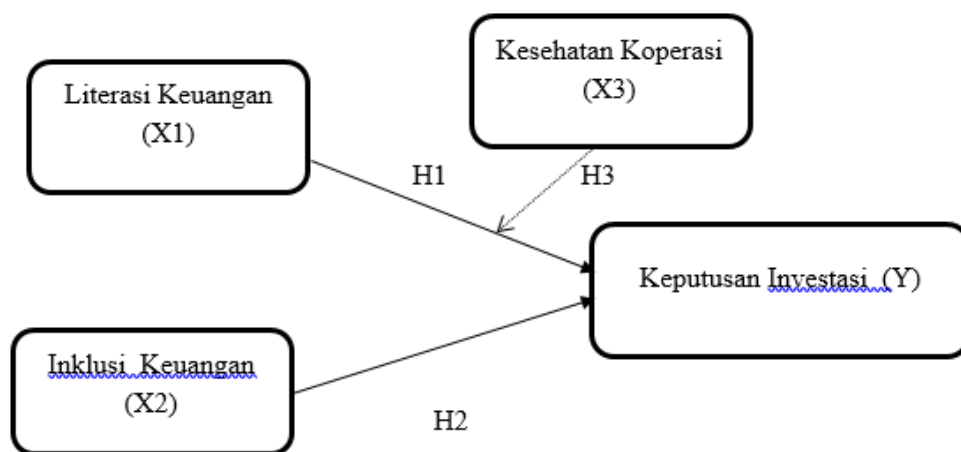 Kesehatan Koperasi
(X3)
Literasi Keuangan
(X1)
H1
H3
Keputusan Investasi (Y)
Inklusi Keuangan
(X2)
H2